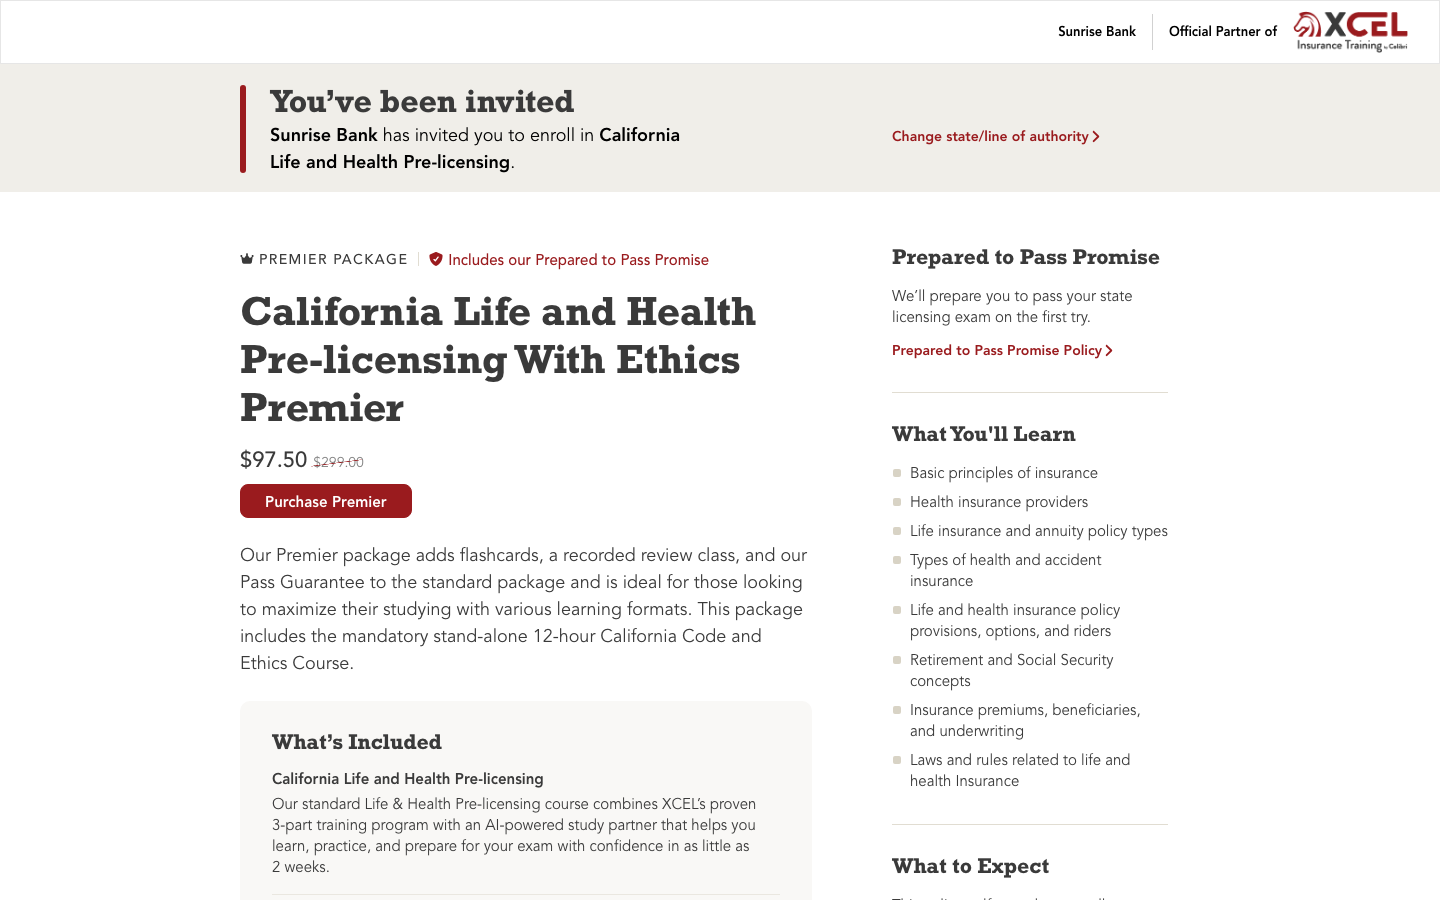 Sunrise Bank
Official Partner of
XCEL
Insurance Training by Colibri
You’ve been invited
Sunrise Bank has invited you to enroll in California
Life and Health Pre-licensing.
Change state/line of authority
PREMIER PACKAGE
Includes our Prepared to Pass Promise
California Life and Health
Pre-licensing With Ethics
Premier
$97.50 $299.00
Purchase Premier
Our Premier package adds flashcards, a recorded review class, and our
Pass Guarantee to the standard package and is ideal for those looking
to maximize their studying with various learning formats. This package
includes the mandatory stand-alone 12-hour California Code and
Ethics Course.
What’s Included
California Life and Health Pre-licensing
Our standard Life & Health Pre-licensing course combines XCEL’s proven
3-part training program with an AI-powered study partner that helps you
learn, practice, and prepare for your exam with confidence in as little as
2 weeks.
Prepared to Pass Promise
We’ll prepare you to pass your state
licensing exam on the first try.
Prepared to Pass Promise Policy
What You'll Learn
Basic principles of insurance
Health insurance providers
Life insurance and annuity policy types
Types of health and accident
insurance
Life and health insurance policy
provisions, options, and riders
Retirement and Social Security
concepts
Insurance premiums, beneficiaries,
and underwriting
Laws and rules related to life and
health Insurance
What to Expect